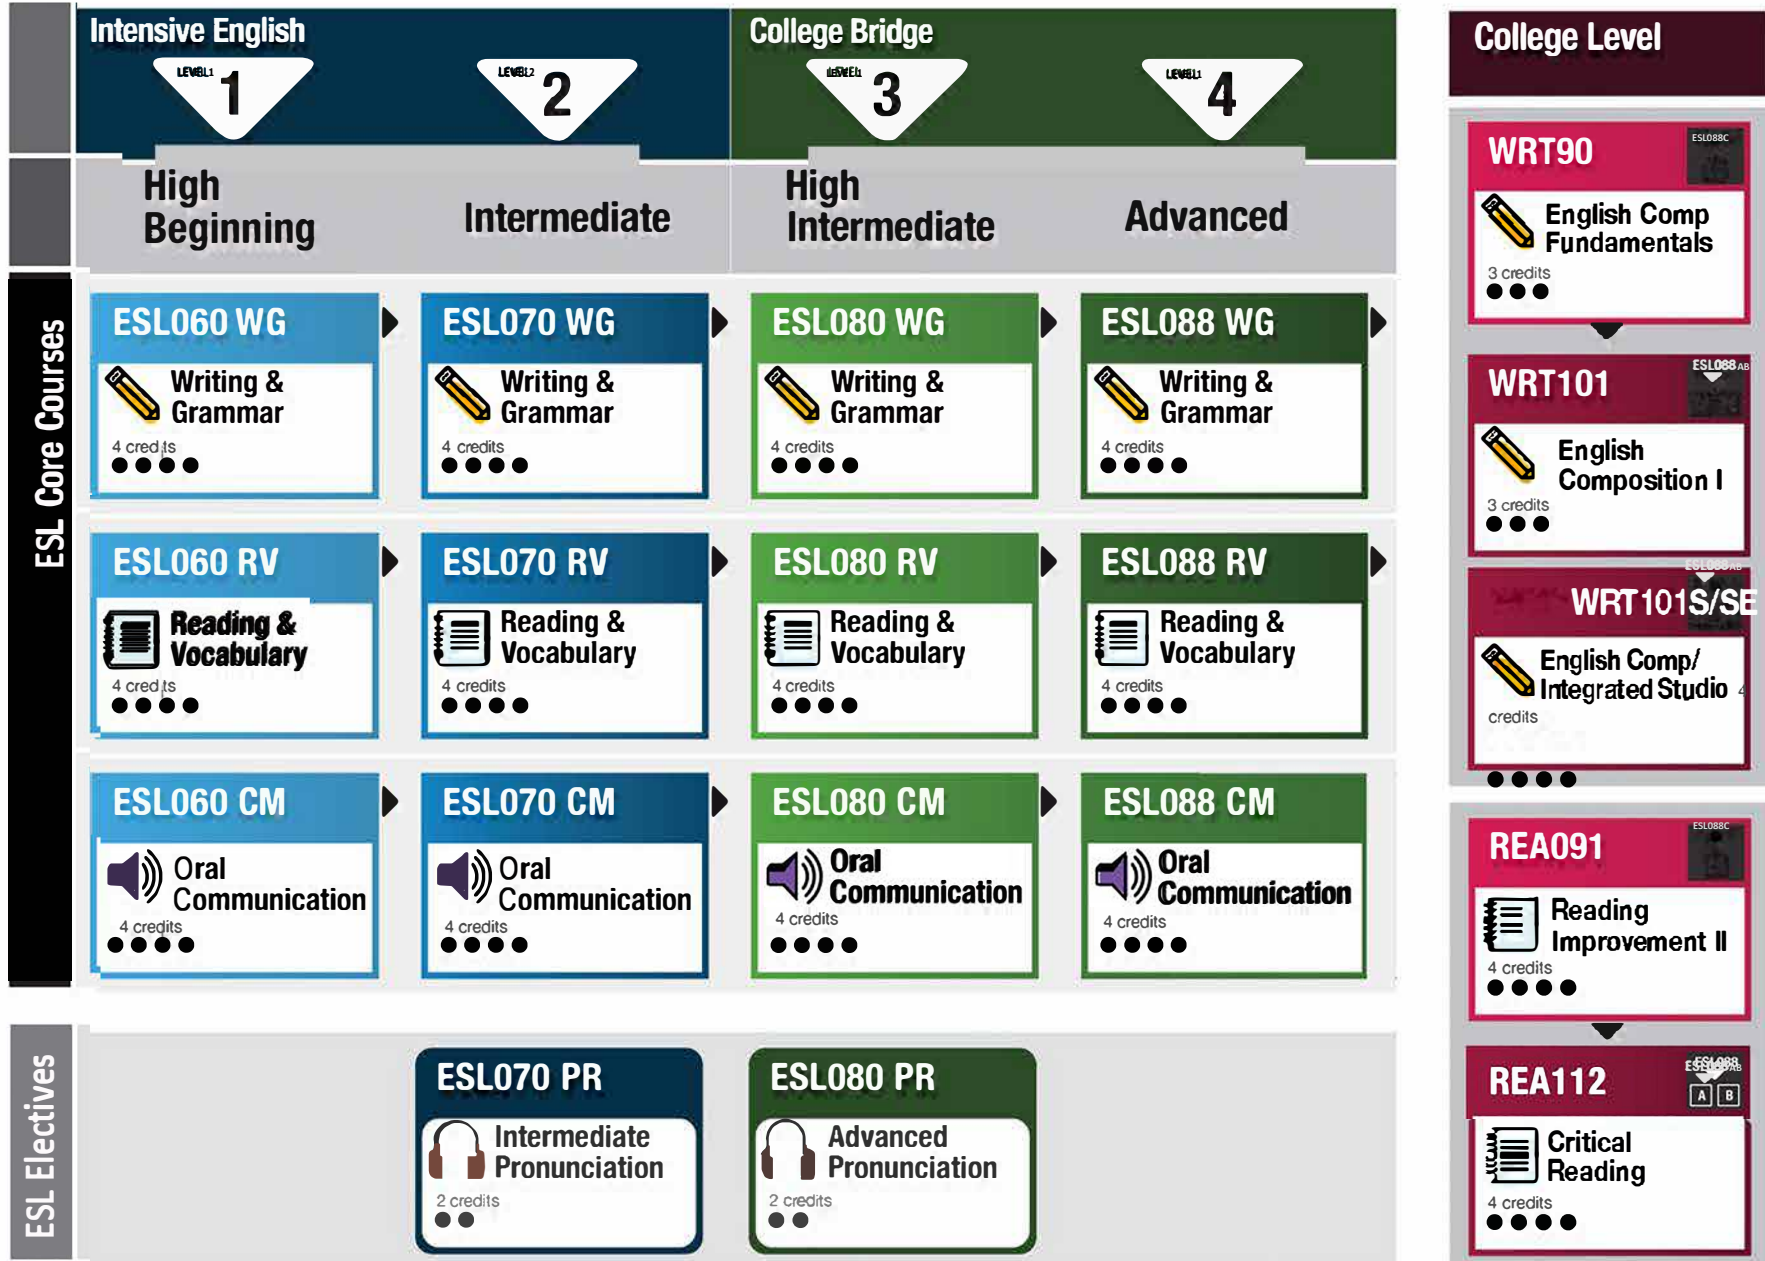 Intensive English
College Bridge
College Level
LEVEL1
1
LEVEL2
2
3
LEVEL1
4
High
Beginning
Intermediate
High
Intermediate
Advanced
ESL Core Courses
ESL060 WG
Writing &
Grammar
4 credits
ESL070 WG
Writing &
Grammar
4 credits
ESL080 WG
Writing &
Grammar
4 credits
ESL088 WG
Writing &
Grammar
4 credits
ESL060 RV
Reading &
Vocabulary
4 credits
ESL070 RV
Reading &
Vocabulary
4 credits
ESL080 RV
Reading &
Vocabulary
4 credits
ESL088 RV
Reading &
Vocabulary
4 credits
ESL060 CM
Oral
Communication
4 credits
ESL070 CM
Oral
Communication
4 credits
ESL080 CM
Oral
Communication
4 credits
ESL088 CM
Oral
Communication
4 credits
ESL Electives
ESL070 PR
Intermediate
Pronunciation
2 credits
ESL080 PR
Advanced
Pronunciation
2 credits
WRT90
ESL088C
English Comp
Fundamentals
3 credits
WRT101
ESL088 AB
English
Composition I
3 credits
ESL088AB
WRT101S/SE
English Comp/
Integrated Studio 4
credits
REA091
ESL088C
Reading
Improvement II
4 credits
REA112
A B
Critical
Reading
4 credits